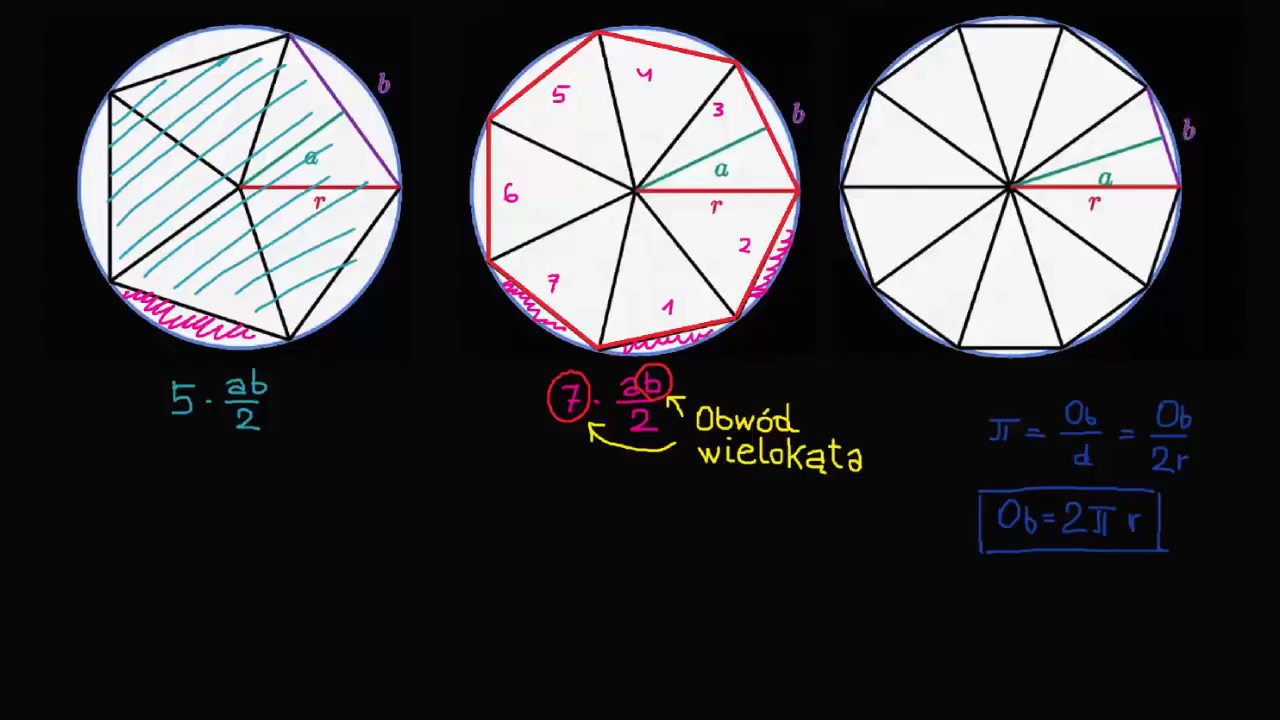 b
a
r
5 · ab/2
4
5
3
b
a
6
r
2
7
1
7 · ab/2
Obwód
wielokąta
b
a
r
π = Ob/d = Ob/2r
Ob = 2π r